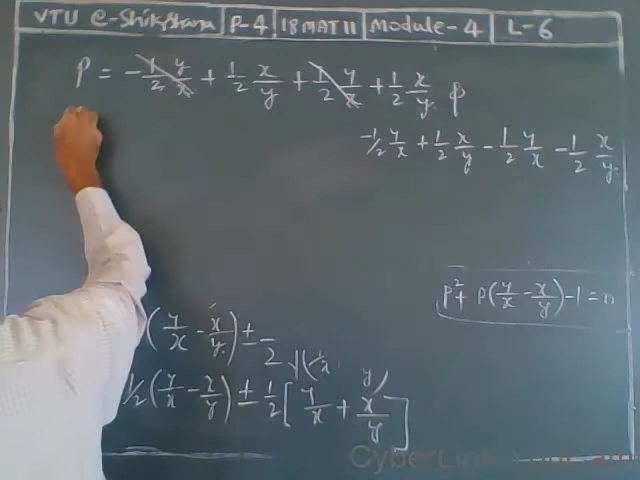 VTU e-Shikshana P-4 18MAT11 Module-4 L-6
p = -1/2 y/x + 1/2 x/y + 1/2 y/x + 1/2 x/y p
-1/2 y/x + 1/2 x/y - 1/2 y/x - 1/2 x/y
p² + p(y/x - x/y) - 1 = 0
(y/x - x/y) ±
1/2 (y/x - x/y) ± 1/2 [y/x + x/y]
CyberLink